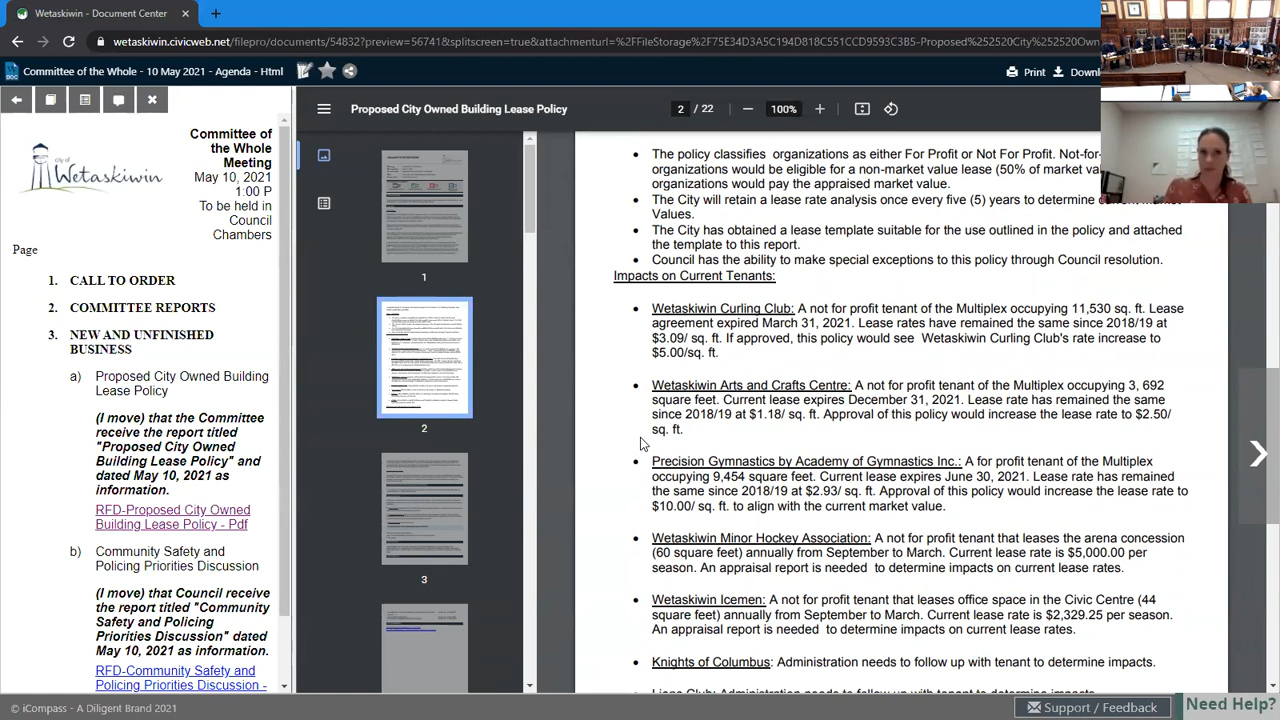 Wetaskiwin - Document Center
Committee of the Whole - 10 May 2021 - Agenda - Html
Print
Proposed City Owned Building Lease Policy
2 / 22
100%
city of
Wetaskiwin
Committee of
the Whole
Meeting
May 10, 2021
1:00 P
To be held in
Council
Chambers
Page
1. CALL TO ORDER
2. COMMITTEE REPORTS
3. NEW AND UNFINISHED
BUSINESS
a) Proposed City Owned Building
Lease Policy
(I move) that the Committee
receive the report titled
"Proposed City Owned
Building Lease Policy" and
dated May 10, 2021 as
information.
RFD-Proposed City Owned
Building Lease Policy - Pdf
b) Community Safety and
Policing Priorities Discussion
(I move) that Council receive
the report titled "Community
Safety and Policing
Priorities Discussion" dated
May 10, 2021 as information.
RFD-Community Safety and
Policing Priorities Discussion -
1
2
3
• The policy classifies organizations as either For Profit or Not For Profit. Not-for-
organizations would be eligible for a non-market value lease (50% of market
organizations would pay the appraised market value.
• The City will retain a lease rate analysis once every five (5) years to determine
Values.
• The City has obtained a lease template suitable for the use outlined in the policy and attached
the template to this report.
• Council has the ability to make special exceptions to this policy through Council resolution.
Impacts on Current Tenants:
• Wetaskiwin Curling Club: A not for profit tenant of the Multiplex occupying 11,530 sq. ft. Lease
agreement expired March 31, 2021. Lease rates have remained the same since 2018/19 at
$3.09/ sq. ft. If approved, this policy would see Wetaskiwin Curling Club's rate increase to
$5.00/sq. ft.
• Wetaskiwin Arts and Crafts Centre: A not for profit tenant of the Multiplex occupying 3, 692
square feet. Current lease expires December 31, 2021. Lease rate has remained the same
since 2018/19 at $1.18/ sq. ft. Approval of this policy would increase the lease rate to $2.50/
sq. ft.
• Precision Gymnastics by Academy of Gymnastics Inc.: A for profit tenant of the Multiplex
occupying 9,454 square feet. Current lease expires June 30, 2021. Lease rate has remained
the same since 2018/19 at $2.93/ sq. ft. Approval of this policy would increase the lease rate to
$10.00/ sq. ft. to align with the current market value.
• Wetaskiwin Minor Hockey Association: A not for profit tenant that leases the arena concession
(60 square feet) annually from September to March. Current lease rate is $5,000.00 per
season. An appraisal report is needed to determine impacts on current lease rates.
• Wetaskiwin Icemen: A not for profit tenant that leases office space in the Civic Centre (44
square feet) annually from September to March. Current lease rate is $2,329.25 per season.
An appraisal report is needed to determine impacts on current lease rates.
• Knights of Columbus: Administration needs to follow up with tenant to determine impacts.
© iCompass - A Diligent Brand 2021
Support / Feedback
Need Help?